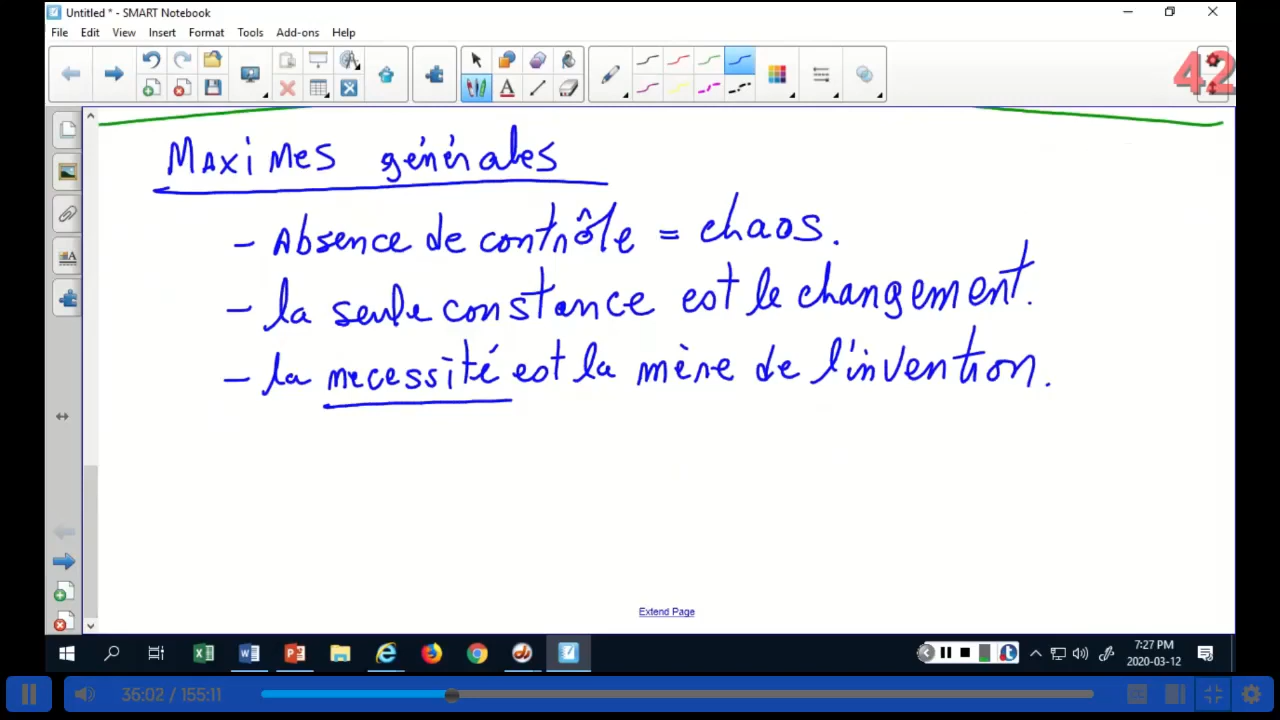 Untitled * - SMART Notebook
File Edit View Insert Format Tools Add-ons Help
42
Maximes générales
- Absence de contrôle = chaos.
- la seule constance est le changement.
- la necessité est la mère de l'invention.
Extend Page
7:27 PM
2020-03-12
35:02 / 155:11